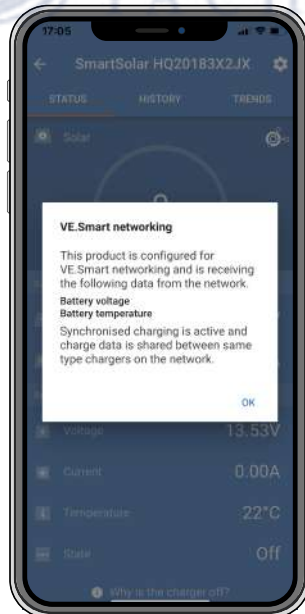 17:05
SmartSolar HQ20183X2JX
STATUS HISTORY TRENDS
Solar
VE.Smart networking
This product is configured for
VE.Smart networking and is receiving
the following data from the network.
Battery voltage
Battery temperature
Synchronised charging is active and
charge data is shared between same
type chargers on the network.
OK
Voltage 13.53V
Current 0.00A
Temperature 22°C
State Off
Why is the charger off?